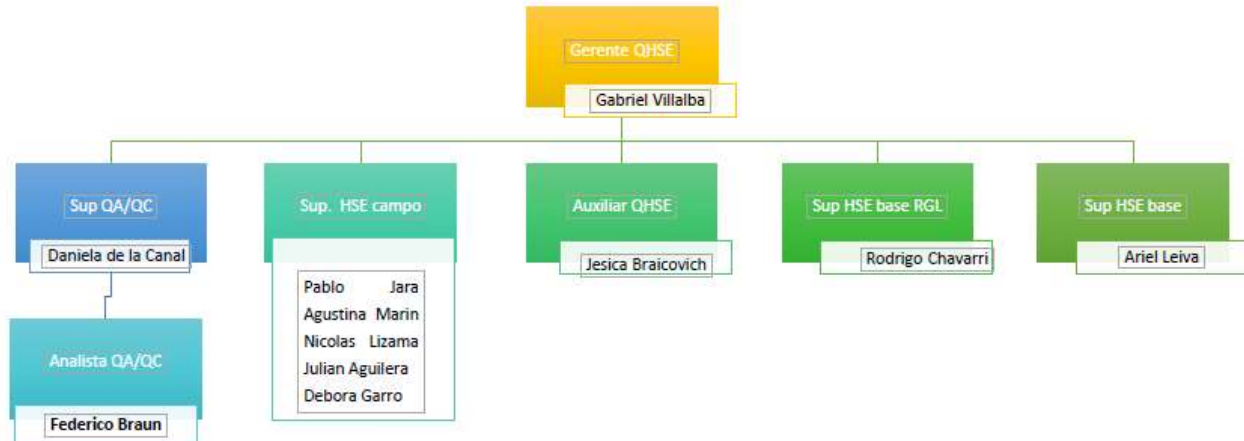 Gerente QHSE
Gabriel Villalba
Sup QA/QC
Daniela de la Canal
Sup. HSE campo
Pablo Jara
Agustina Marin
Nicolas Lizama
Julian Aguilera
Debora Garro
Auxiliar QHSE
Jesica Braicovich
Sup HSE base RGL
Rodrigo Chavarri
Sup HSE base
Ariel Leiva
Analista QA/QC
Federico Braun